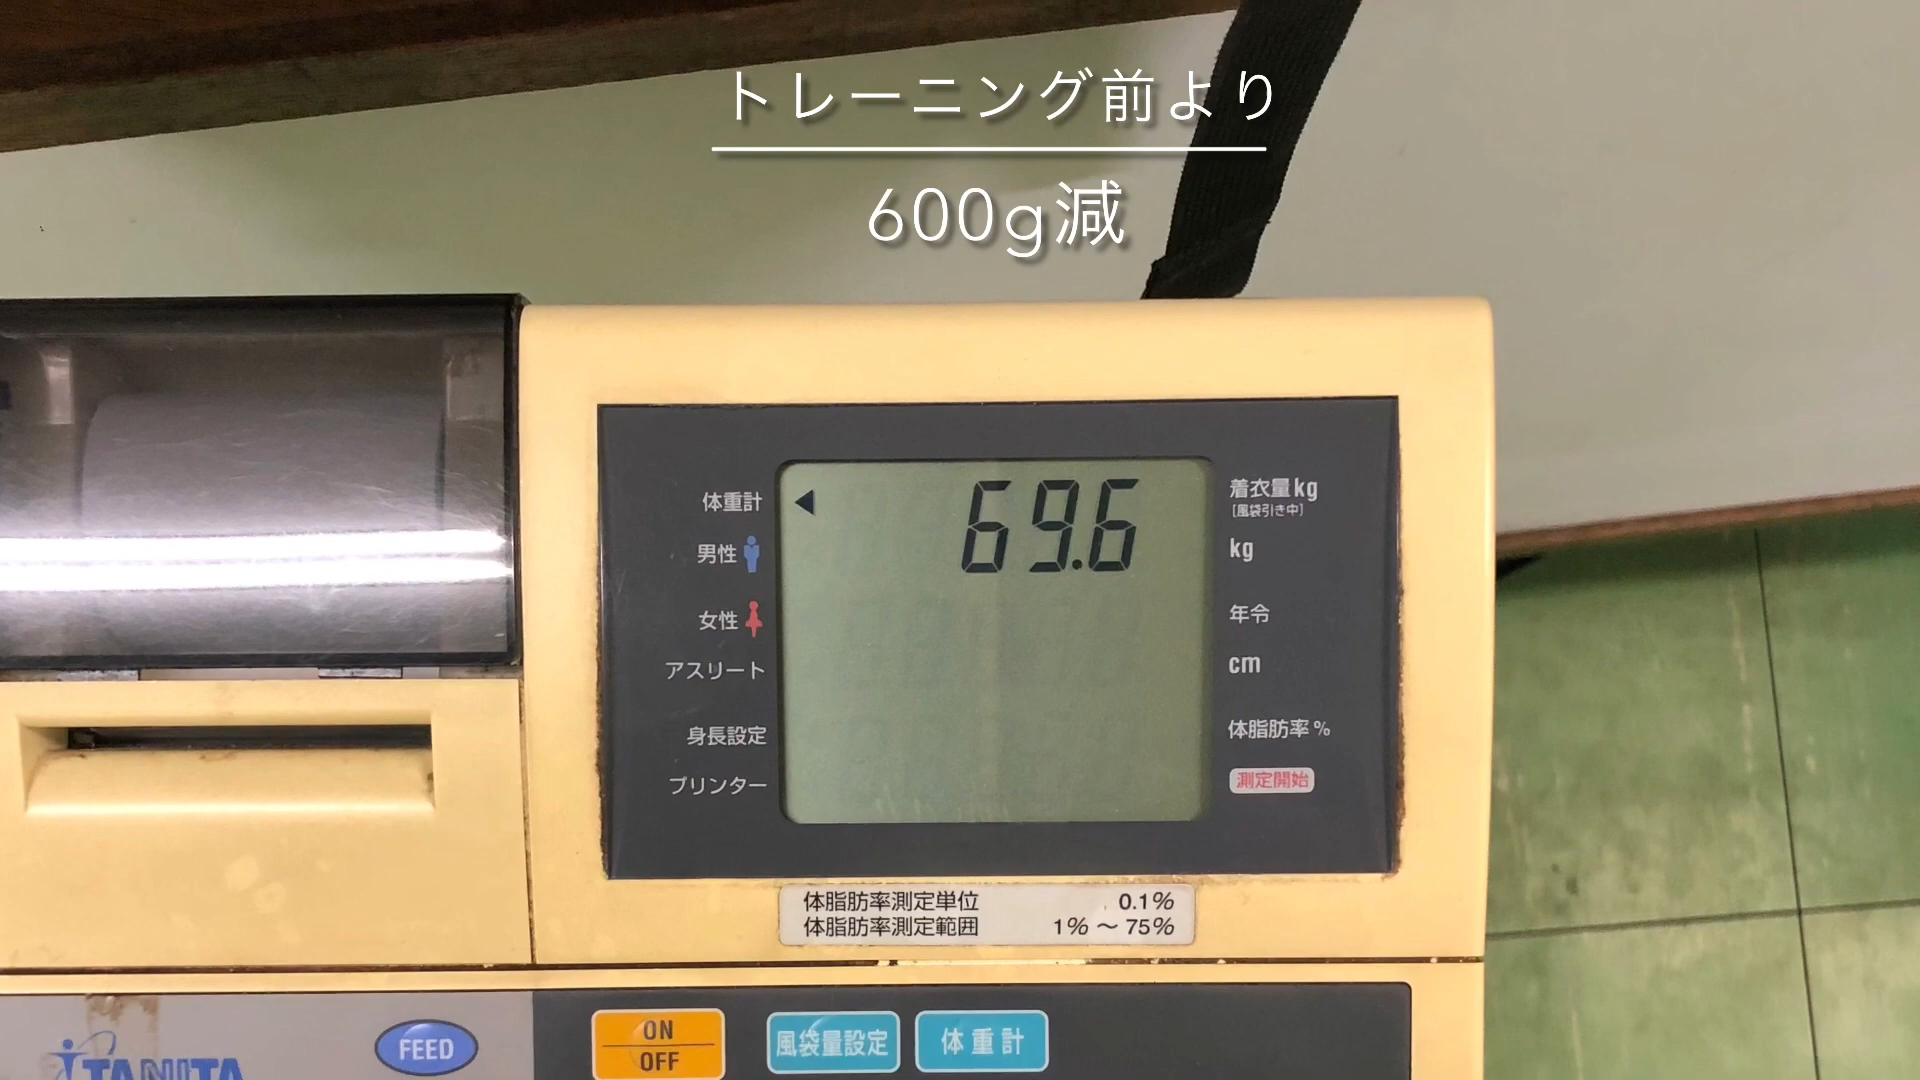 トレーニング前より
600g減
体重計
男性
女性
アスリート
身長設定
プリンター
69.6
着衣量kg
[風袋引き中]
kg
年令
cm
体脂肪率%
測定開始
体脂肪率測定単位 0.1%
体脂肪率測定範囲 1% ～ 75%
TANITA
FEED
ON
OFF
風袋量設定
体重計